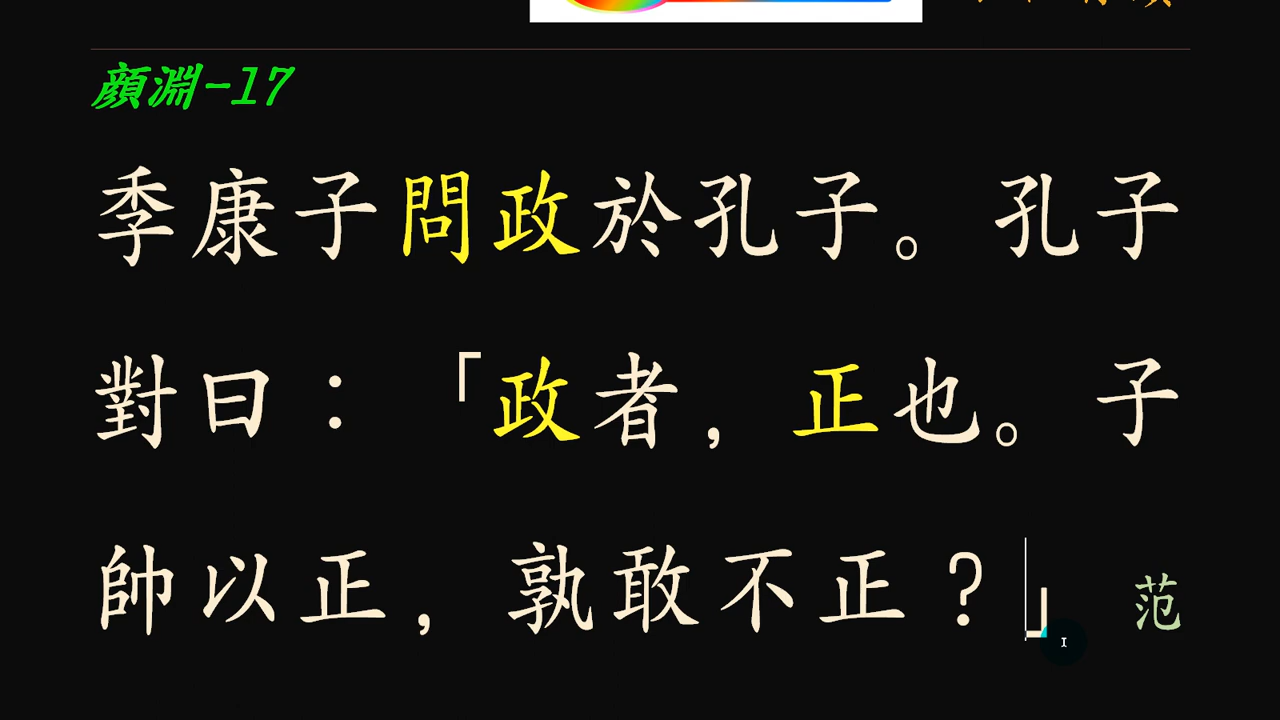 顏淵-17
季康子問政於孔子。孔子
對曰：「政者，正也。子
帥以正，孰敢不正？」 范